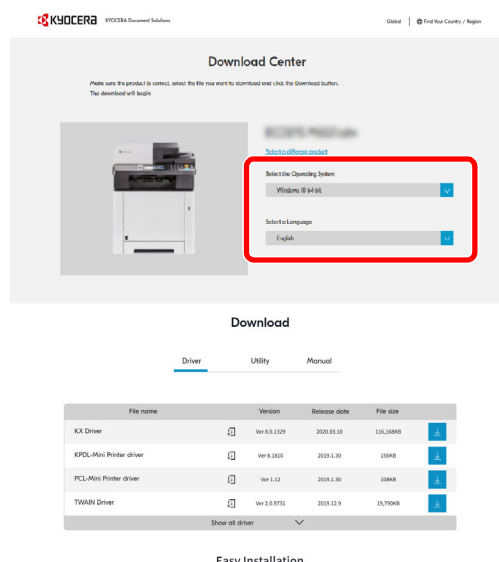 KYOCERA KYOCERA Document Solutions Global Find Your Country / Region
Download Center
Make sure the product is correct, select the file you want to download and click the Download button.
The download will begin
Select a different product
Select the Operating System
Windows 10 64-bit
Select a Language
English
Download
Driver Utility Manual
File name Version Release date File size
KX Driver Ver 8.0.1329 2020.03.10 116,168KB
KPDL-Mini Printer driver Ver 8.1810 2019.1.30 156KB
PCL-Mini Printer driver Ver 1.12 2019.1.30 108KB
TWAIN Driver Ver 2.0.9731 2019.12.9 19,790KB
Show all driver
Easy Installation